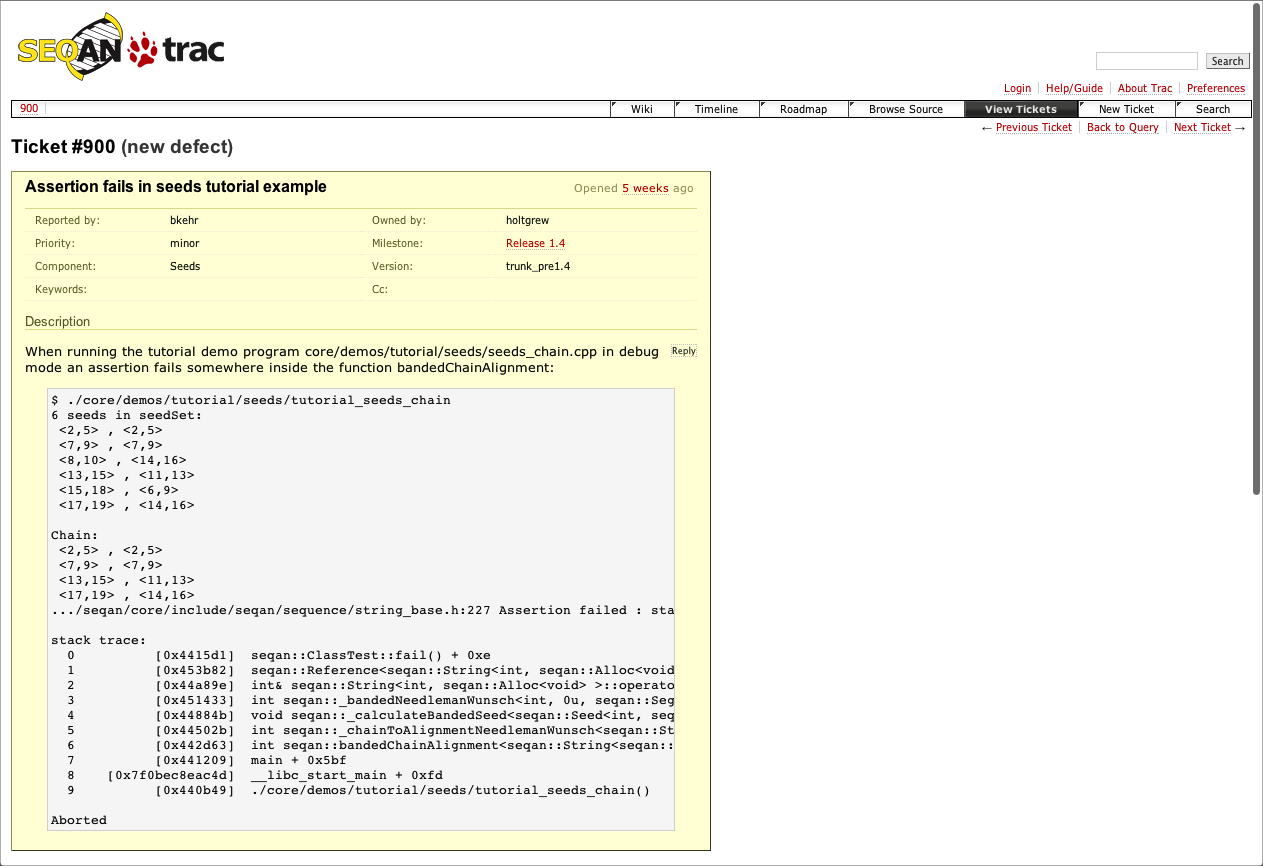 SEQAN trac
Search
Login Help/Guide About Trac Preferences
900 Wiki Timeline Roadmap Browse Source View Tickets New Ticket Search
← Previous Ticket Back to Query Next Ticket →
Ticket #900 (new defect)
Assertion fails in seeds tutorial example Opened 5 weeks ago
Reported by: bkehr Owned by: holtgrew
Priority: minor Milestone: Release 1.4
Component: Seeds Version: trunk_pre1.4
Keywords: Cc:
Description
When running the tutorial demo program core/demos/tutorial/seeds/seeds_chain.cpp in debug Reply
mode an assertion fails somewhere inside the function bandedChainAlignment:
$ ./core/demos/tutorial/seeds/tutorial_seeds_chain
6 seeds in seedSet:
<2,5> , <2,5>
<7,9> , <7,9>
<8,10> , <14,16>
<13,15> , <11,13>
<15,18> , <6,9>
<17,19> , <14,16>
Chain:
<2,5> , <2,5>
<7,9> , <7,9>
<13,15> , <11,13>
<17,19> , <14,16>
.../seqan/core/include/seqan/sequence/string_base.h:227 Assertion failed : sta
stack trace:
0 [0x4415d1] seqan::ClassTest::fail() + 0xe
1 [0x453b82] seqan::Reference<seqan::String<int, seqan::Alloc<void
2 [0x44a89e] int& seqan::String<int, seqan::Alloc<void> >::operato
3 [0x451433] int seqan::_bandedNeedlemanWunsch<int, 0u, seqan::Seg
4 [0x44884b] void seqan::_calculateBandedSeed<seqan::Seed<int, seq
5 [0x44502b] int seqan::_chainToAlignmentNeedlemanWunsch<seqan::St
6 [0x442d63] int seqan::bandedChainAlignment<seqan::String<seqan::
7 [0x441209] main + 0x5bf
8 [0x7f0bec8eac4d] __libc_start_main + 0xfd
9 [0x440b49] ./core/demos/tutorial/seeds/tutorial_seeds_chain()
Aborted